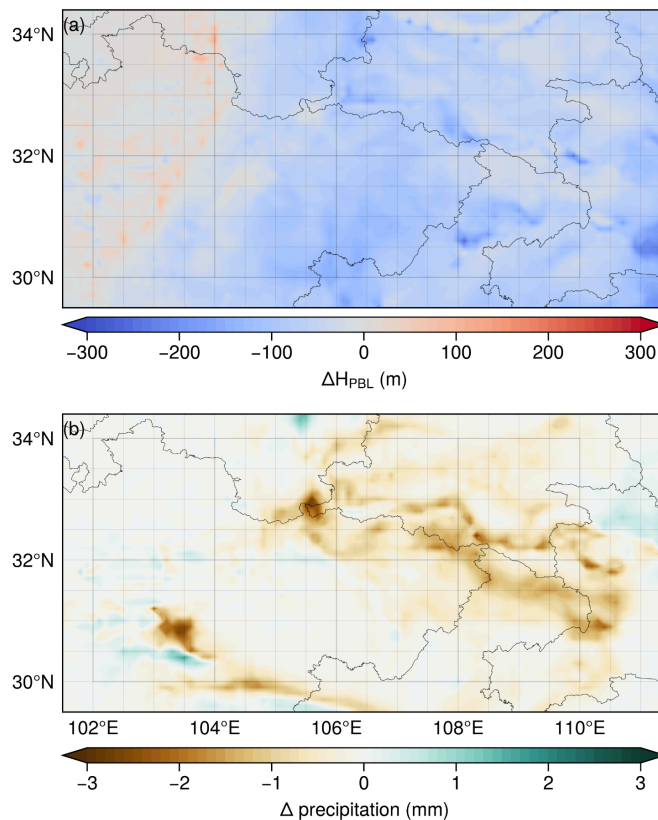 (a)
34°N
32°N
30°N
−300 −200 −100 0 100 200 300
ΔH_PBL (m)
(b)
34°N
32°N
30°N
102°E 104°E 106°E 108°E 110°E
−3 −2 −1 0 1 2 3
Δ precipitation (mm)